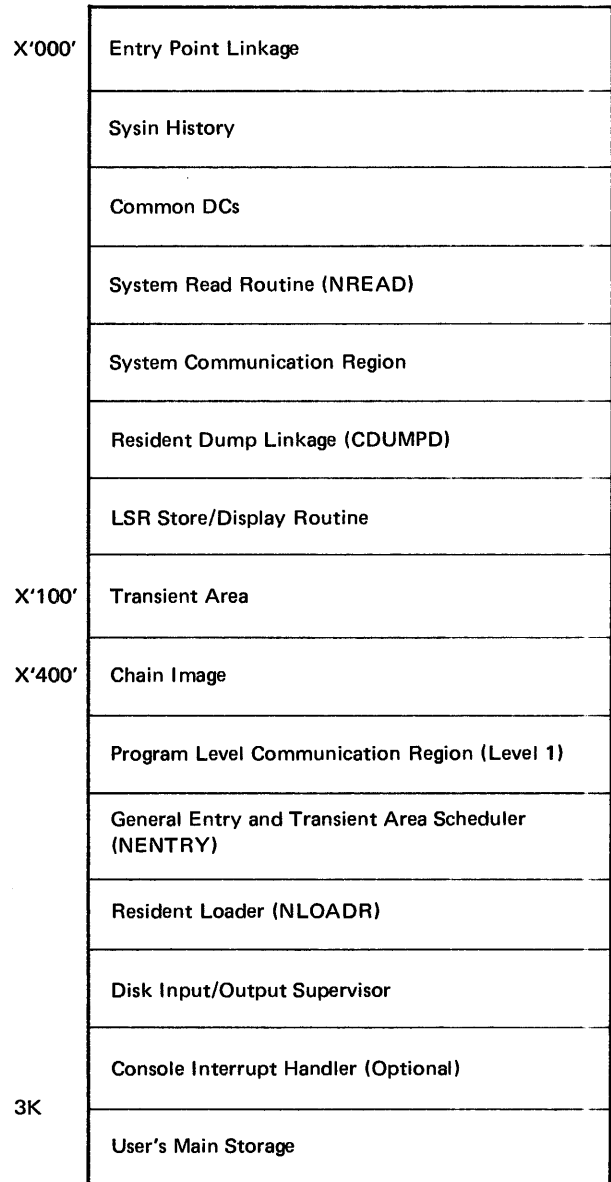 X'000' Entry Point Linkage
Sysin History
Common DCs
System Read Routine (NREAD)
System Communication Region
Resident Dump Linkage (CDUMPD)
LSR Store/Display Routine
X'100' Transient Area
X'400' Chain Image
Program Level Communication Region (Level 1)
General Entry and Transient Area Scheduler
(NENTRY)
Resident Loader (NLOADR)
Disk Input/Output Supervisor
Console Interrupt Handler (Optional)
3K
User's Main Storage